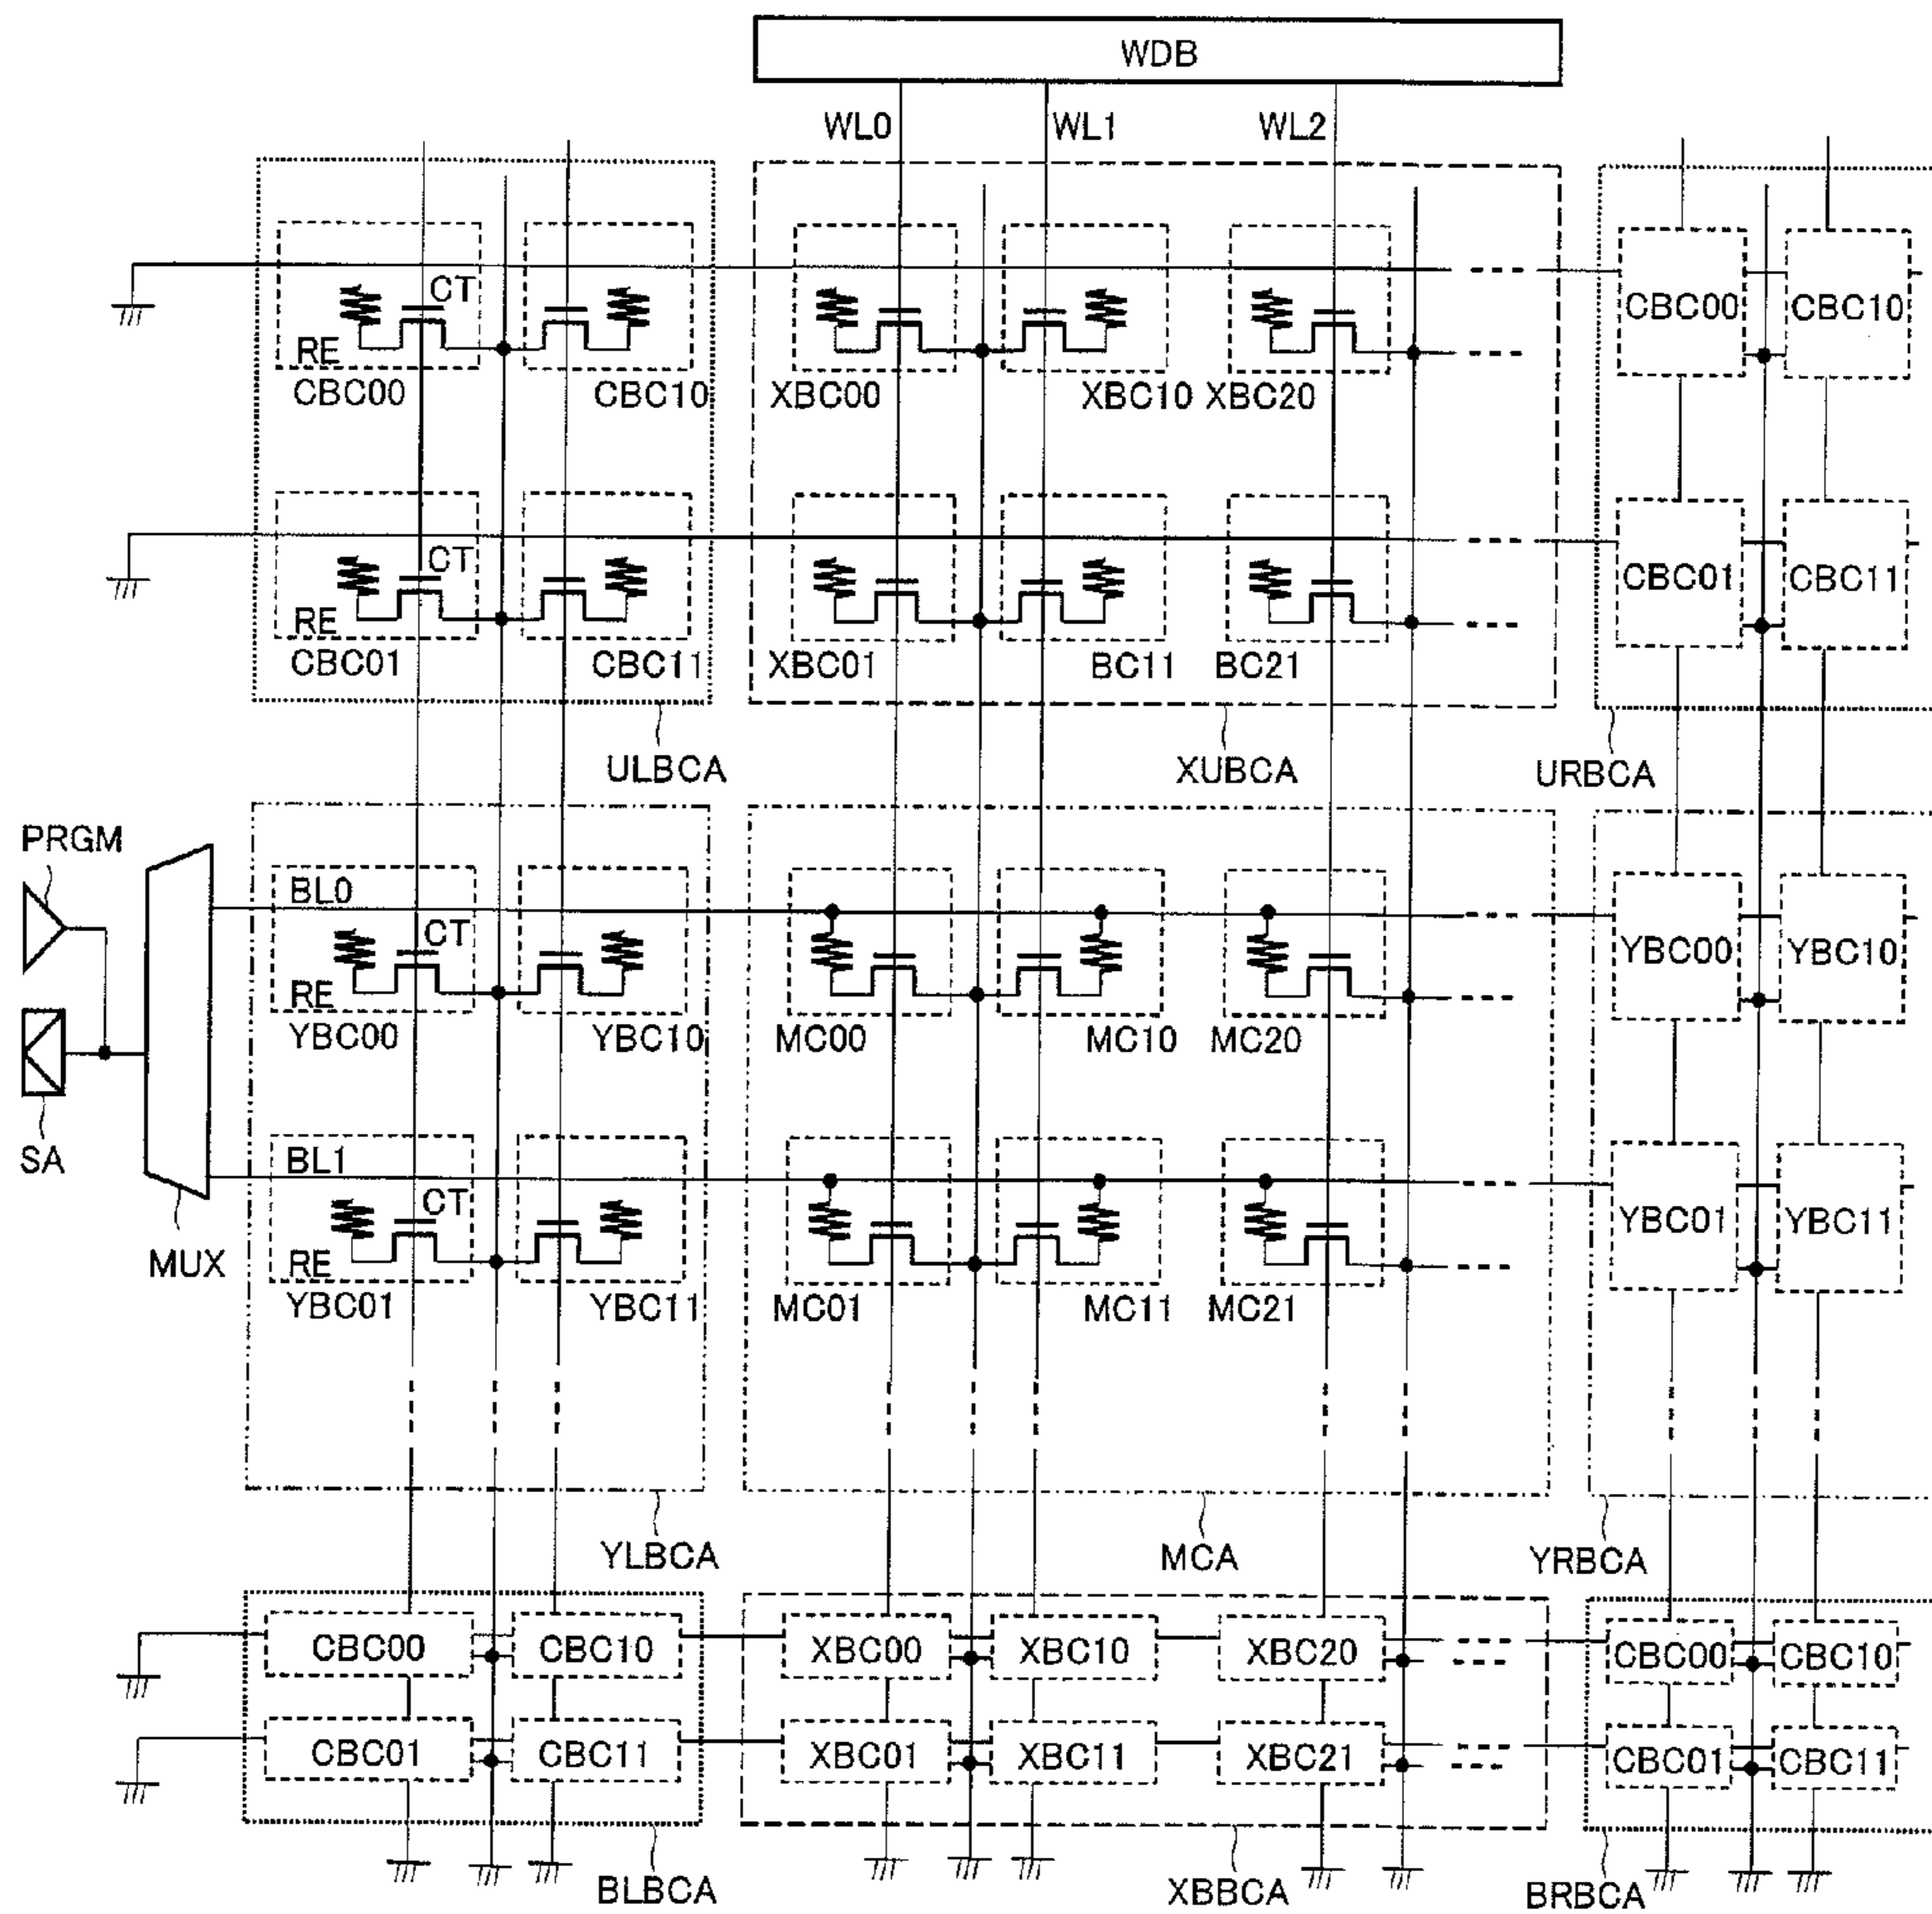 WDB
WL0 WL1 WL2
CT
RE
CBC00 CBC10 XBC00 XBC10 XBC20 CBC00 CBC10
CT
RE
CBC01 CBC11 XBC01 BC11 BC21 CBC01 CBC11
ULBCA XUBCA URBCA
PRGM
BL0
CT
RE
YBC00 YBC10 MC00 MC10 MC20 YBC00 YBC10
SA
BL1
CT
MUX
RE
YBC01 YBC11 MC01 MC11 MC21 YBC01 YBC11
YLBCA MCA YRBCA
CBC00 CBC10 XBC00 XBC10 XBC20 CBC00 CBC10
CBC01 CBC11 XBC01 XBC11 XBC21 CBC01 CBC11
BLBCA XBBCA BRBCA